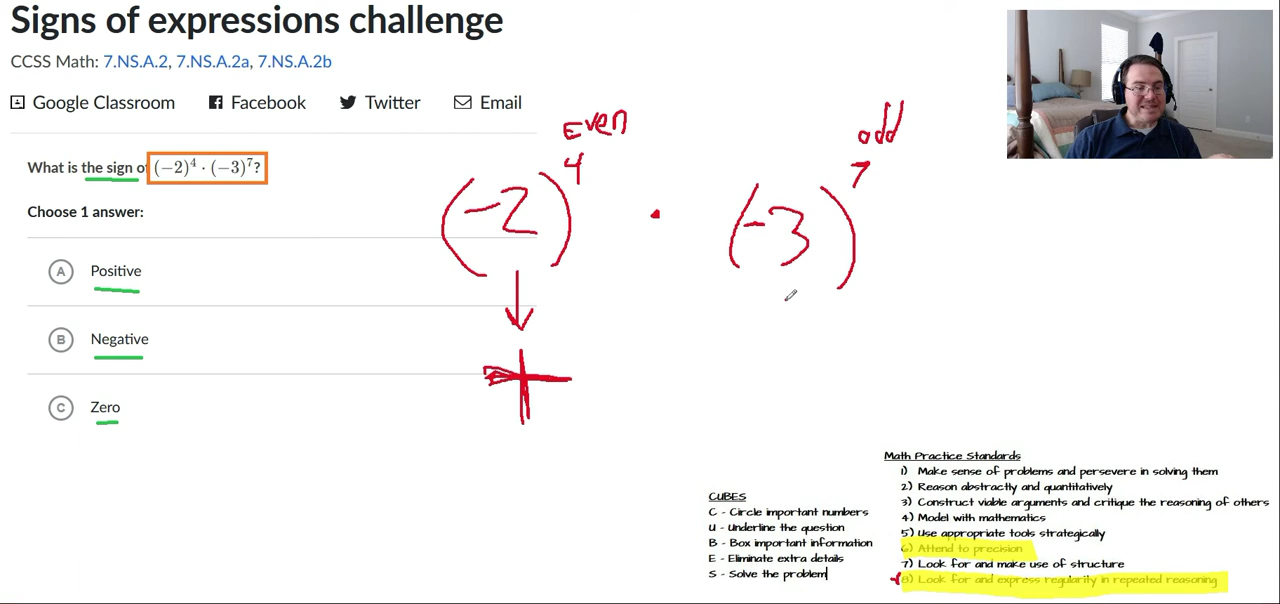 Signs of expressions challenge
CCSS Math: 7.NS.A.2, 7.NS.A.2a, 7.NS.A.2b
Google Classroom Facebook Twitter Email
What is the sign of (−2)⁴ · (−3)⁷?
Choose 1 answer:
A Positive
B Negative
C Zero
Even
odd
(-2)⁴ · (-3)⁷
+
CUBES
C - Circle important numbers
U - Underline the question
B - Box important information
E - Eliminate extra details
S - Solve the problem
Math Practice Standards
1) Make sense of problems and persevere in solving them
2) Reason abstractly and quantitatively
3) Construct viable arguments and critique the reasoning of others
4) Model with mathematics
5) Use appropriate tools strategically
6) Attend to precision
7) Look for and make use of structure
8) Look for and express regularity in repeated reasoning